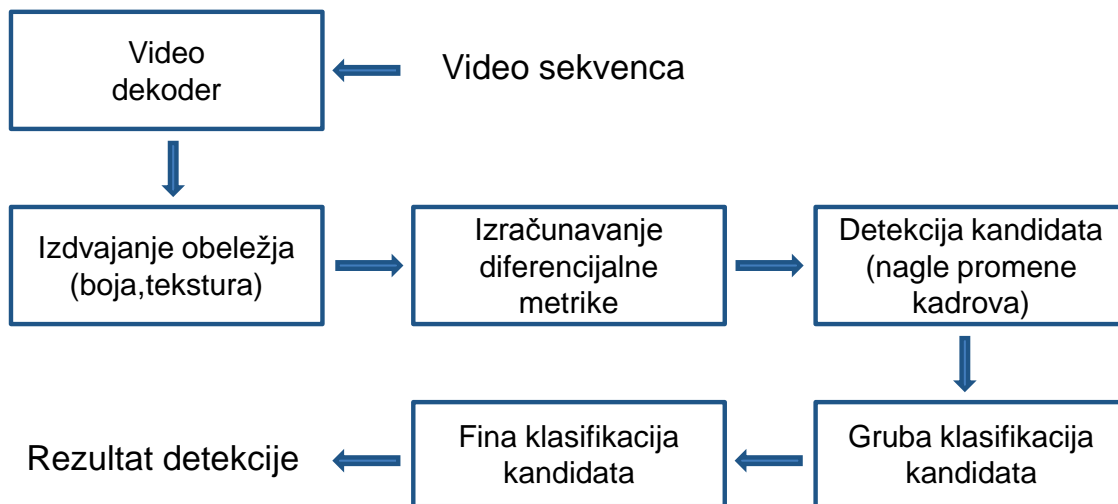 Video
dekoder
Video sekvenca
Izdvajanje obeležja
(boja,tekstura)
Izračunavanje
diferencijalne
metrike
Detekcija kandidata
(nagle promene
kadrova)
Gruba klasifikacija
kandidata
Fina klasifikacija
kandidata
Rezultat detekcije